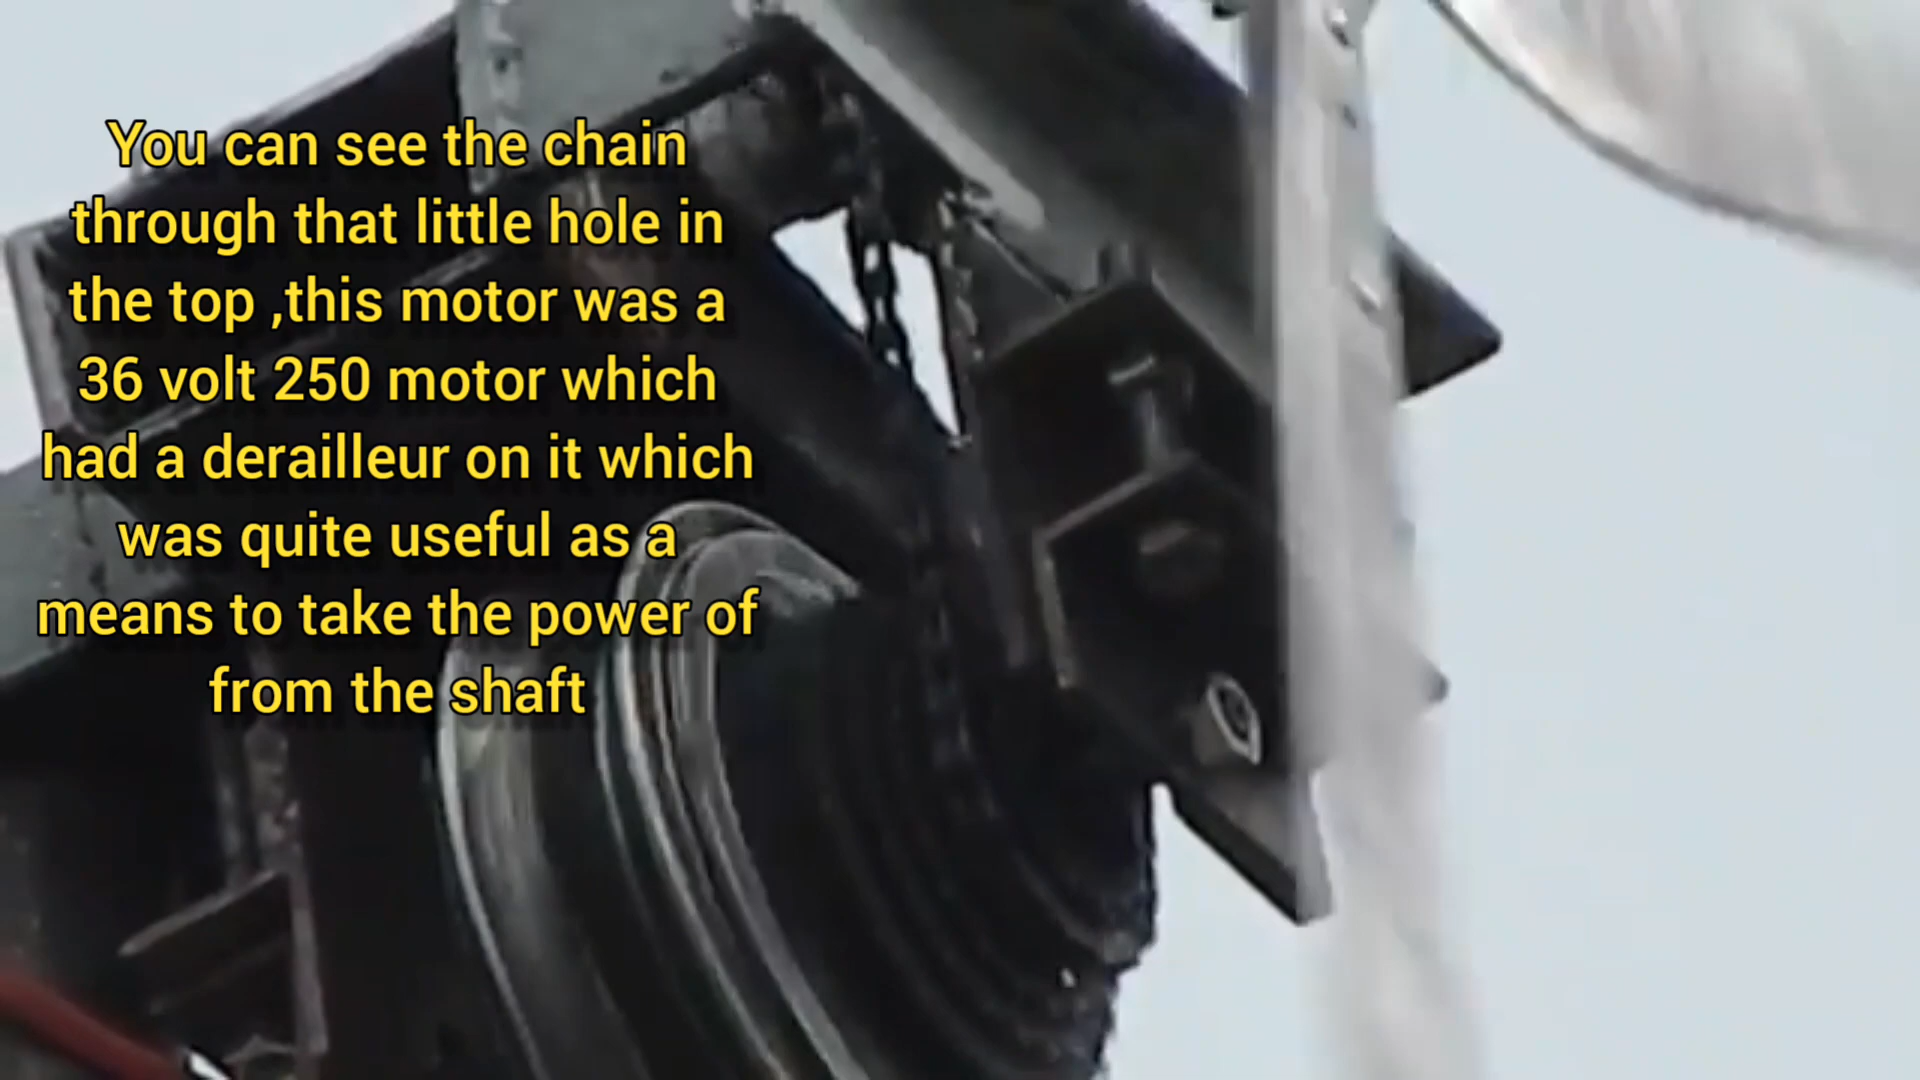 You can see the chain
through that little hole in
the top ,this motor was a
36 volt 250 motor which
had a derailleur on it which
was quite useful as a
means to take the power of
from the shaft